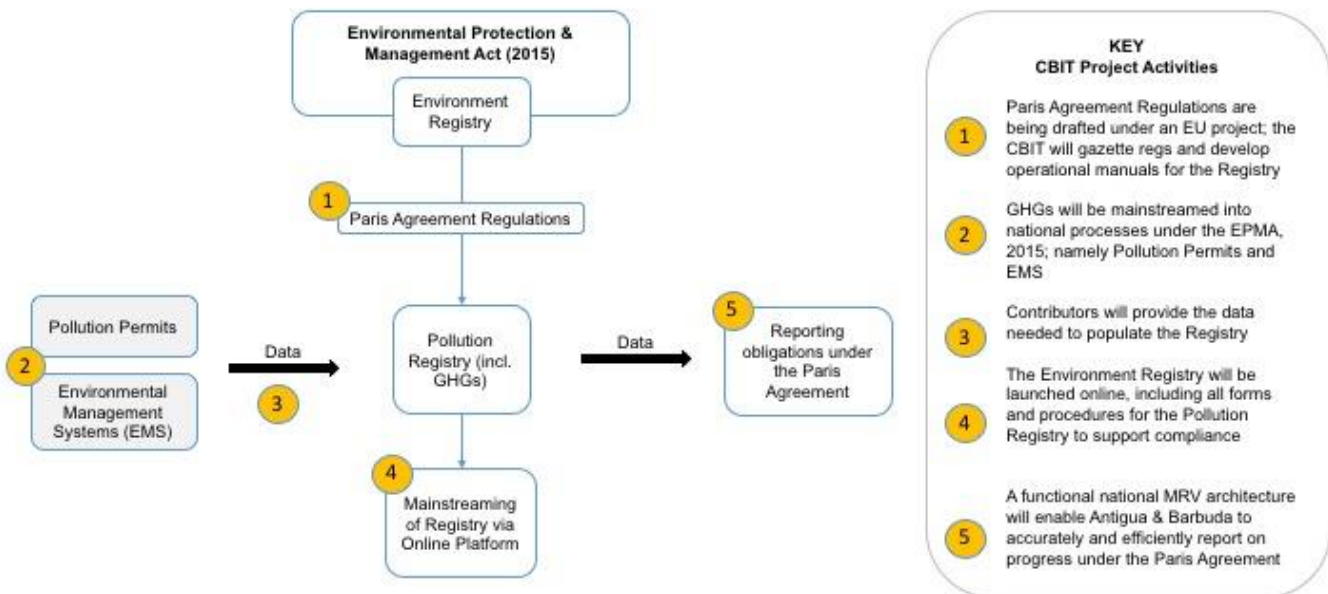 Environmental Protection &
Management Act (2015)
Environment
Registry
1
Paris Agreement Regulations
Pollution Permits
2
Environmental
Management
Systems (EMS)
Data
3
Pollution
Registry (incl.
GHGs)
Data
5
Reporting
obligations under
the Paris
Agreement
4
Mainstreaming
of Registry via
Online Platform
KEY
CBIT Project Activities
1
Paris Agreement Regulations are
being drafted under an EU project; the
CBIT will gazette regs and develop
operational manuals for the Registry
2
GHGs will be mainstreamed into
national processes under the EPMA,
2015; namely Pollution Permits and
EMS
3
Contributors will provide the data
needed to populate the Registry
4
The Environment Registry will be
launched online, including all forms
and procedures for the Pollution
Registry to support compliance
5
A functional national MRV architecture
will enable Antigua & Barbuda to
accurately and efficiently report on
progress under the Paris Agreement